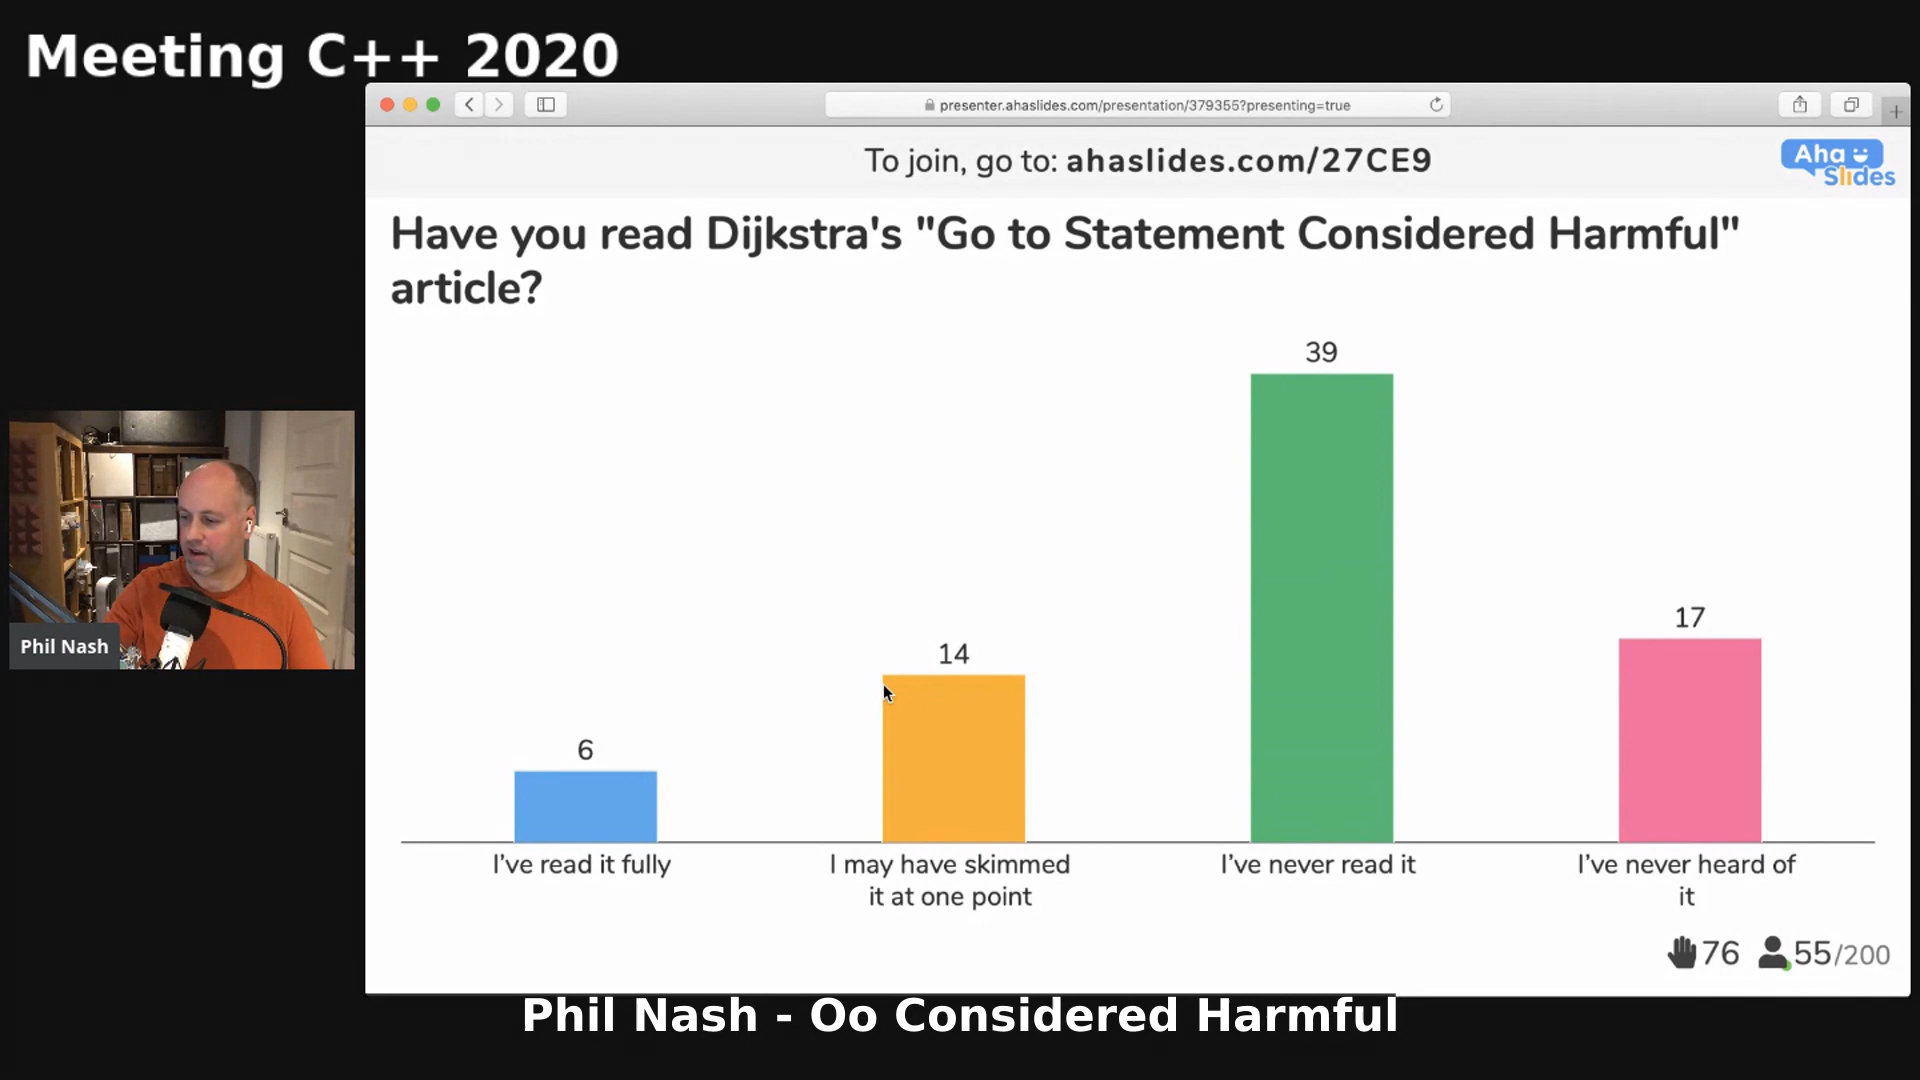 Meeting C++ 2020
presenter.ahaslides.com/presentation/379355?presenting=true
To join, go to: ahaslides.com/27CE9
Aha
Slides
Have you read Dijkstra's "Go to Statement Considered Harmful"
article?
39
17
14
6
I've read it fully
I may have skimmed
it at one point
I've never read it
I've never heard of
it
76 55/200
Phil Nash
Phil Nash - Oo Considered Harmful